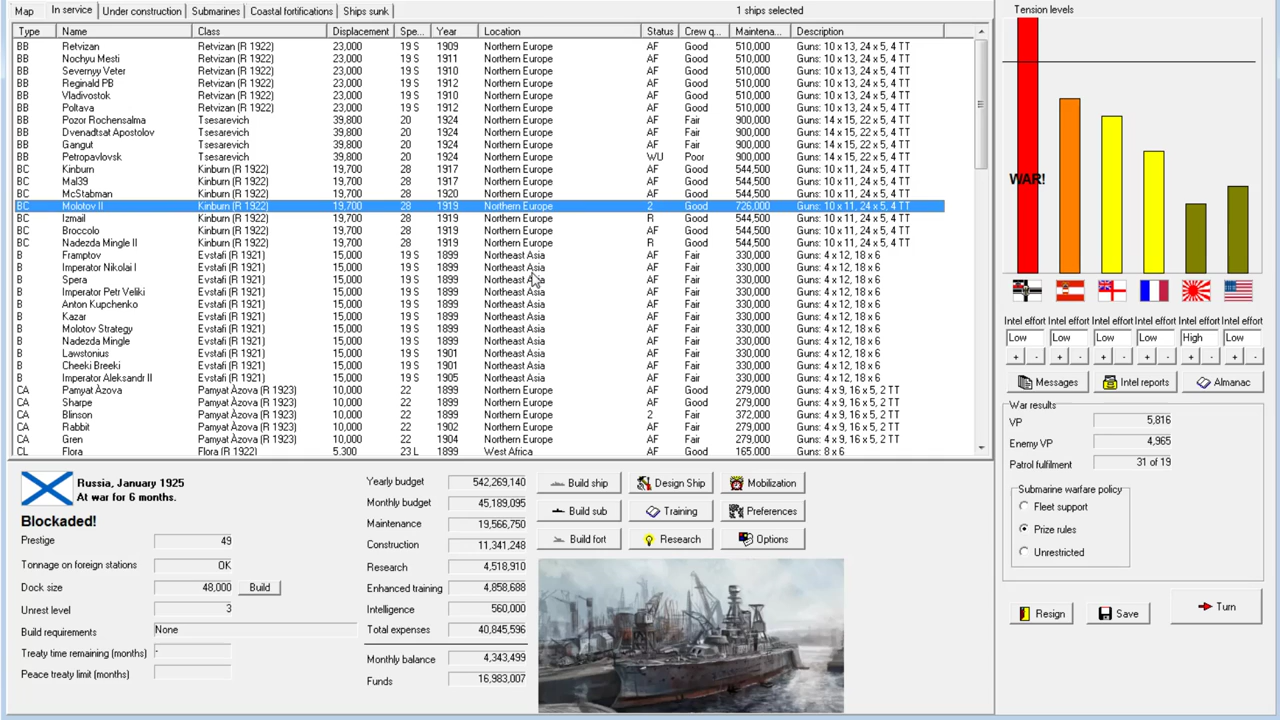 Map In service Under construction Submarines Coastal fortifications Ships sunk 1 ships selected
Type Name Class Displacement Spe... Year Location Status Crew q... Maintena... Description
BB Retvizan Retvizan (R 1922) 23,000 19 S 1909 Northern Europe AF Good 510,000 Guns: 10 x 13, 24 x 5, 4 TT
BB Nochyu Mesti Retvizan (R 1922) 23,000 19 S 1911 Northern Europe AF Good 510,000 Guns: 10 x 13, 24 x 5, 4 TT
BB Severnyy Veter Retvizan (R 1922) 23,000 19 S 1910 Northern Europe AF Good 510,000 Guns: 10 x 13, 24 x 5, 4 TT
BB Reginald PB Retvizan (R 1922) 23,000 19 S 1912 Northern Europe AF Good 510,000 Guns: 10 x 13, 24 x 5, 4 TT
BB Vladivostok Retvizan (R 1922) 23,000 19 S 1910 Northern Europe AF Good 510,000 Guns: 10 x 13, 24 x 5, 4 TT
BB Poltava Retvizan (R 1922) 23,000 19 S 1912 Northern Europe AF Good 510,000 Guns: 10 x 13, 24 x 5, 4 TT
BB Pozor Rochensalma Tsesarevich 39,800 20 1924 Northern Europe AF Fair 900,000 Guns: 14 x 15, 22 x 5, 4 TT
BB Dvenadtsat Apostolov Tsesarevich 39,800 20 1924 Northern Europe AF Fair 900,000 Guns: 14 x 15, 22 x 5, 4 TT
BB Gangut Tsesarevich 39,800 20 1924 Northern Europe AF Fair 900,000 Guns: 14 x 15, 22 x 5, 4 TT
BB Petropavlovsk Tsesarevich 39,800 20 1924 Northern Europe WU Poor 900,000 Guns: 14 x 15, 22 x 5, 4 TT
BC Kinburn Kinburn (R 1922) 19,700 28 1917 Northern Europe AF Good 544,500 Guns: 10 x 11, 24 x 5, 4 TT
BC Mal39 Kinburn (R 1922) 19,700 28 1917 Northern Europe AF Good 544,500 Guns: 10 x 11, 24 x 5, 4 TT
BC McStabman Kinburn (R 1922) 19,700 28 1920 Northern Europe AF Good 544,500 Guns: 10 x 11, 24 x 5, 4 TT
BC Molotov II Kinburn (R 1922) 19,700 28 1919 Northern Europe 2 Good 726,000 Guns: 10 x 11, 24 x 5, 4 TT
BC Izmail Kinburn (R 1922) 19,700 28 1919 Northern Europe R Good 544,500 Guns: 10 x 11, 24 x 5, 4 TT
BC Broccolo Kinburn (R 1922) 19,700 28 1919 Northern Europe AF Good 544,500 Guns: 10 x 11, 24 x 5, 4 TT
BC Nadezda Mingle II Kinburn (R 1922) 19,700 28 1919 Northern Europe R Good 544,500 Guns: 10 x 11, 24 x 5, 4 TT
B Framptov Evstafi (R 1921) 15,000 19 S 1899 Northeast Asia AF Fair 330,000 Guns: 4 x 12, 18 x 6
B Imperator Nikolai I Evstafi (R 1921) 15,000 19 S 1899 Northeast Asia AF Fair 330,000 Guns: 4 x 12, 18 x 6
B Spera Evstafi (R 1921) 15,000 19 S 1899 Northeast Asia AF Fair 330,000 Guns: 4 x 12, 18 x 6
B Imperator Petr Veliki Evstafi (R 1921) 15,000 19 S 1899 Northeast Asia AF Fair 330,000 Guns: 4 x 12, 18 x 6
B Anton Kupchenko Evstafi (R 1921) 15,000 19 S 1899 Northeast Asia AF Fair 330,000 Guns: 4 x 12, 18 x 6
B Kazar Evstafi (R 1921) 15,000 19 S 1899 Northeast Asia AF Fair 330,000 Guns: 4 x 12, 18 x 6
B Molotov Strategy Evstafi (R 1921) 15,000 19 S 1899 Northeast Asia AF Fair 330,000 Guns: 4 x 12, 18 x 6
B Nadezda Mingle Evstafi (R 1921) 15,000 19 S 1899 Northeast Asia AF Fair 330,000 Guns: 4 x 12, 18 x 6
B Lawstonius Evstafi (R 1921) 15,000 19 S 1901 Northeast Asia AF Fair 330,000 Guns: 4 x 12, 18 x 6
B Cheeki Breeki Evstafi (R 1921) 15,000 19 S 1901 Northeast Asia AF Fair 330,000 Guns: 4 x 12, 18 x 6
B Imperator Aleksandr II Evstafi (R 1921) 15,000 19 S 1905 Northeast Asia AF Fair 330,000 Guns: 4 x 12, 18 x 6
CA Pamyat Àzova Pamyat Àzova (R 1923) 10,000 22 1899 Northern Europe AF Good 279,000 Guns: 4 x 9, 16 x 5, 2 TT
CA Sharpe Pamyat Àzova (R 1923) 10,000 22 1899 Northern Europe AF Good 279,000 Guns: 4 x 9, 16 x 5, 2 TT
CA Blinson Pamyat Àzova (R 1923) 10,000 22 1899 Northern Europe 2 Fair 372,000 Guns: 4 x 9, 16 x 5, 2 TT
CA Rabbit Pamyat Àzova (R 1923) 10,000 22 1902 Northern Europe AF Fair 279,000 Guns: 4 x 9, 16 x 5, 2 TT
CA Gren Pamyat Àzova (R 1923) 10,000 22 1904 Northern Europe AF Fair 279,000 Guns: 4 x 9, 16 x 5, 2 TT
CL Flora Flora (R 1922) 5,300 23 L 1899 West Africa AF Good 165,000 Guns: 8 x 6
Russia, January 1925
At war for 6 months.
Blockaded!
Prestige 49
Tonnage on foreign stations OK
Dock size 48,000 Build
Unrest level 3
Build requirements None
Treaty time remaining (months) -
Peace treaty limit (months)
Yearly budget 542,269,140
Monthly budget 45,189,095
Maintenance 19,566,750
Construction 11,341,248
Research 4,518,910
Enhanced training 4,858,688
Intelligence 560,000
Total expenses 40,845,596
Monthly balance 4,343,499
Funds 16,983,007
Build ship Design Ship Mobilization
Build sub Training Preferences
Build fort Research Options
Tension levels
WAR!
Intel effort Intel effort Intel effort Intel effort Intel effort Intel effort
Low Low Low Low High Low
+ - + - + - + - + - + -
Messages Intel reports Almanac
War results
VP 5,816
Enemy VP 4,965
Patrol fulfilment 31 of 19
Submarine warfare policy
Fleet support
Prize rules
Unrestricted
Resign Save Turn